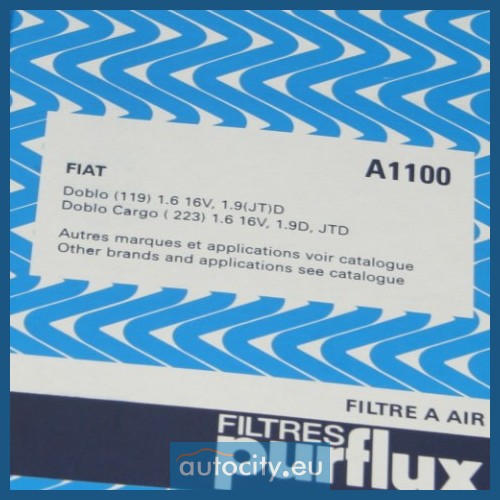 FIAT
A1100
Doblo (119) 1.6 16V, 1.9(JT)D
Doblo Cargo ( 223) 1.6 16V, 1.9D, JTD
Autres marques et applications voir catalogue
Other brands and applications see catalogue
FILTRE A AIR
FILTRES
purflux
autocity.eu